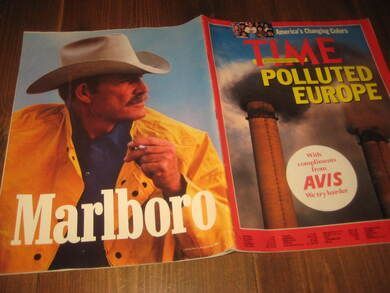 America's Changing Colors
TIME
POLLUTED
EUROPE
With
compliments
from
AVIS
We try harder
Marlboro